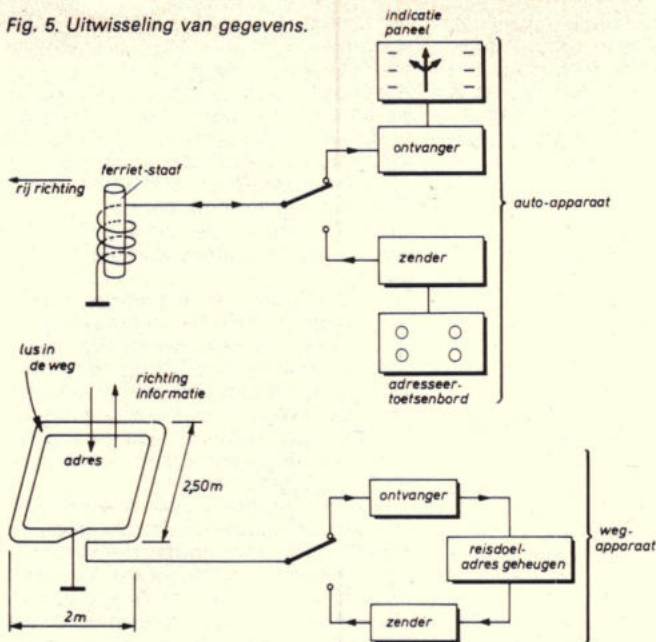 Fig. 5. Uitwisseling van gegevens.
indicatie
paneel
ontvanger
terriet-staaf
rij richting
auto-apparaat
zender
adresseer-
toetsenbord
lus in
de weg
richting
informatie
adres
2,50m
2m
ontvanger
reisdoel-
adres geheugen
weg-
apparaat
zender